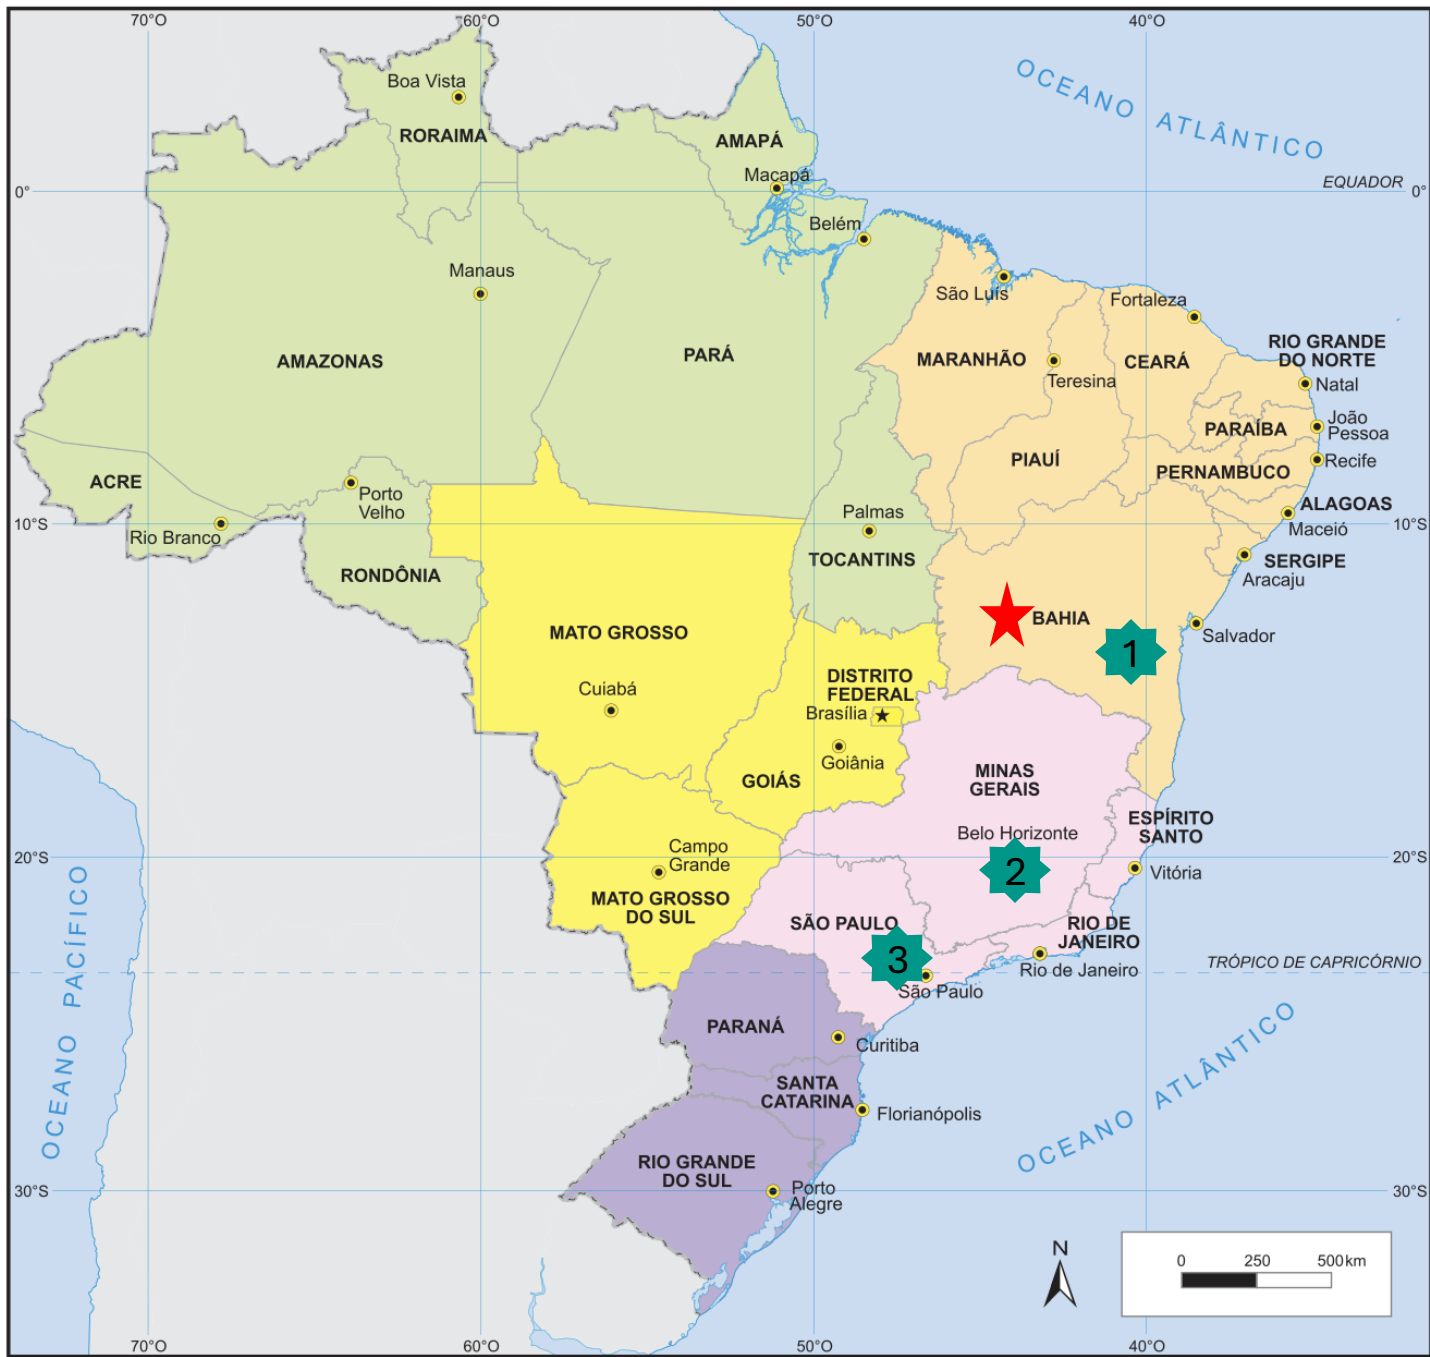 70°O
60°O
50°O
40°O
OCEANO ATLÂNTICO
Boa Vista
RORAIMA
AMAPÁ
Macapá
EQUADOR
0°
0°
Belém
Manaus
São Luís
Fortaleza
AMAZONAS
PARÁ
MARANHÃO
CEARÁ
RIO GRANDE
DO NORTE
Teresina
Natal
João
Pessoa
PARAÍBA
PIAUÍ
PERNAMBUCO
Recife
ACRE
Porto
Velho
Rio Branco
Palmas
TOCANTINS
ALAGOAS
Maceió
10°S
10°S
SERGIPE
Aracaju
RONDÔNIA
MATO GROSSO
BAHIA
1
Salvador
DISTRITO
FEDERAL
Brasília
Cuiabá
Goiânia
GOIÁS
MINAS
GERAIS
ESPÍRITO
SANTO
Belo Horizonte
2
Vitória
Campo
Grande
20°S
20°S
MATO GROSSO
DO SUL
SÃO PAULO
3
São Paulo
RIO DE
JANEIRO
Rio de Janeiro
TRÓPICO DE CAPRICÓRNIO
OCEANO PACÍFICO
PARANÁ
Curitiba
SANTA
CATARINA
Florianópolis
OCEANO ATLÂNTICO
RIO GRANDE
DO SUL
Porto
Alegre
30°S
30°S
N
0 250 500 km
70°O
60°O
50°O
40°O